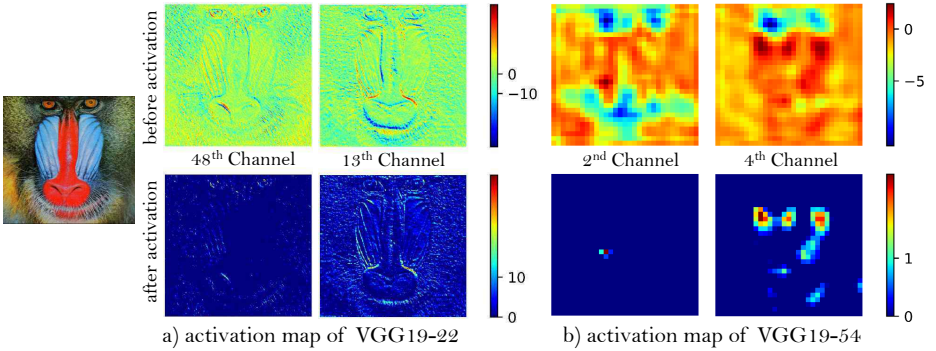 before activation
0
−10
0
−5
48th Channel
13th Channel
2nd Channel
4th Channel
after activation
10
0
1
0
a) activation map of VGG19-22
b) activation map of VGG19-54